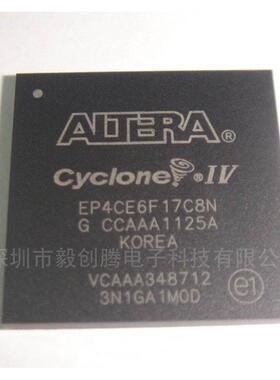 ALTERA®
Cyclone® IV
EP4CE6F17C8N
G CCAAA1125A
KOREA
深圳市毅创腾电子科技有限公
VCAAA348712
3N1GA1M0D
e1